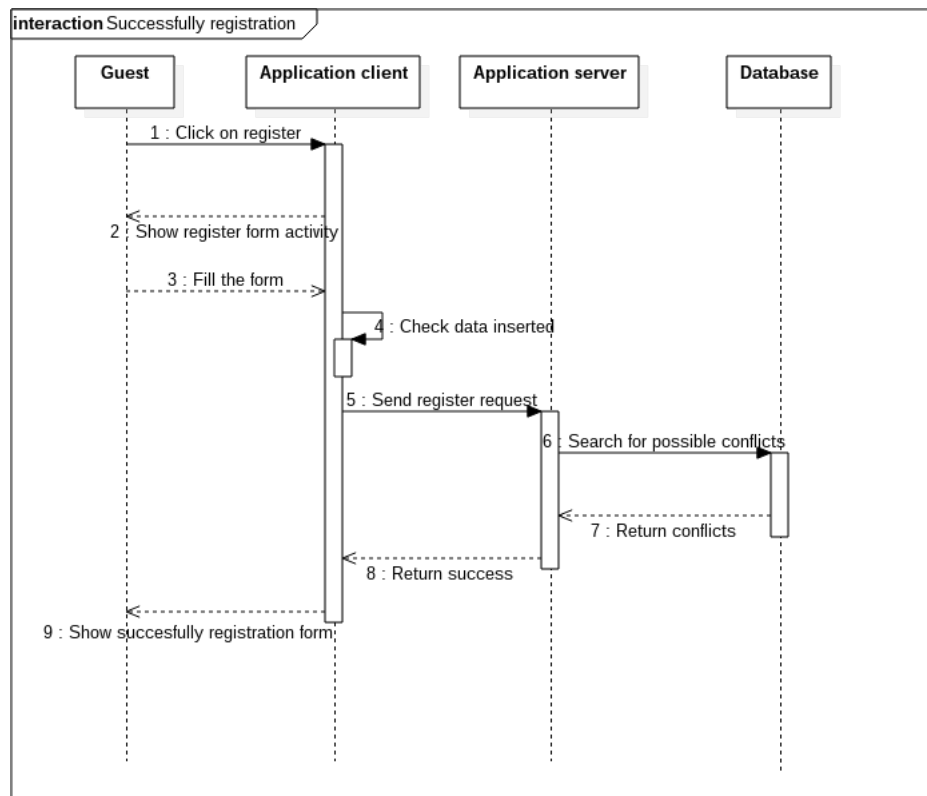 interaction Successfully registration
Guest
Application client
Application server
Database
1 : Click on register
2 : Show register form activity
3 : Fill the form
4 : Check data inserted
5 : Send register request
6 : Search for possible conflicts
7 : Return conflicts
8 : Return success
9 : Show succesfully registration form